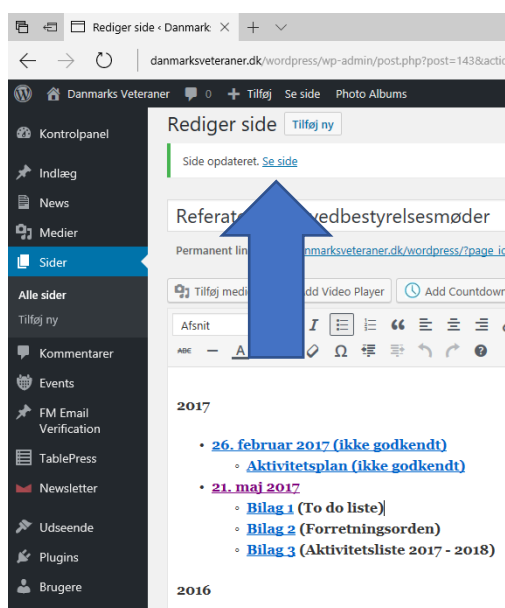 Rediger side ‹ Danmark
danmarksveteraner.dk/wordpress/wp-admin/post.php?post=143&actio
Danmarks Veteraner 0 Tilføj Se side Photo Albums
Kontrolpanel
Indlæg
News
Medier
Sider
Alle sider
Tilføj ny
Kommentarer
Events
FM Email
Verification
TablePress
Newsletter
Udseende
Plugins
Brugere
Rediger side Tilføj ny
Side opdateret. Se side
vedbestyrelsesmøder
Permanent nmarksveteraner.dk/wordpress/?page_id
Tilføj dd Video Player Add Countdown
Afsnit
2017
• 26. februar 2017 (ikke godkendt)
◦ Aktivitetsplan (ikke godkendt)
• 21. maj 2017
◦ Bilag 1 (To do liste)
◦ Bilag 2 (Forretningsorden)
◦ Bilag 3 (Aktivitetsliste 2017 - 2018)
2016